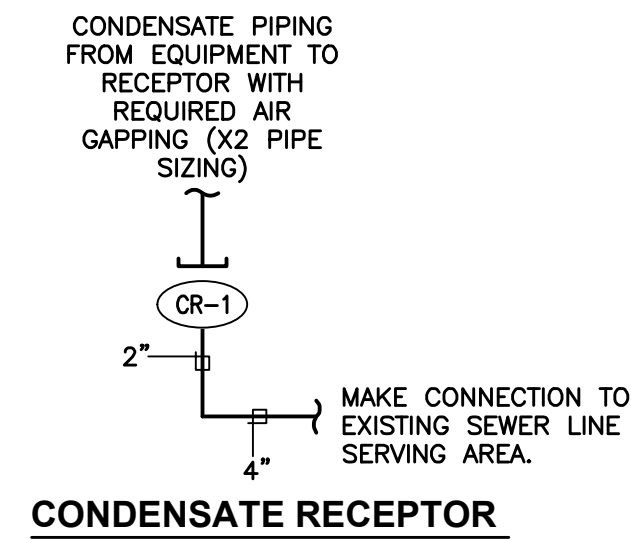 CONDENSATE PIPING
FROM EQUIPMENT TO
RECEPTOR WITH
REQUIRED AIR
GAPPING (X2 PIPE
SIZING)
CR-1
2"
MAKE CONNECTION TO
EXISTING SEWER LINE
SERVING AREA.
4"
CONDENSATE RECEPTOR